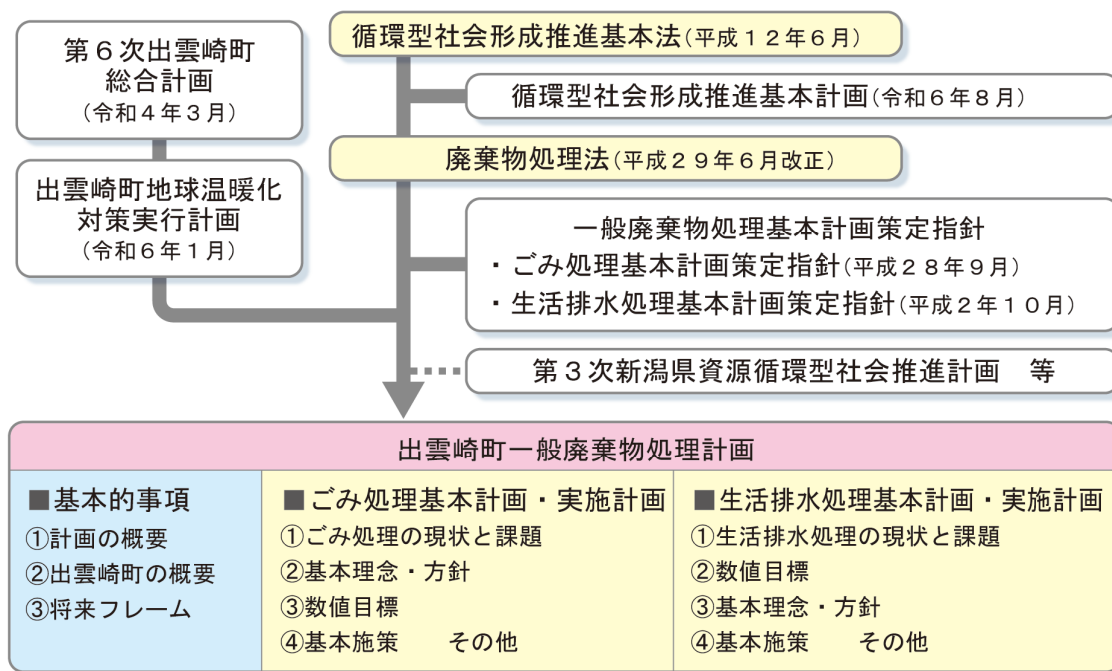 第６次出雲崎町
総合計画
（令和４年３月）
出雲崎町地球温暖化
対策実行計画
（令和６年１月）
循環型社会形成推進基本法（平成１２年６月）
循環型社会形成推進基本計画（令和６年８月）
廃棄物処理法（平成２９年６月改正）
一般廃棄物処理基本計画策定指針
・ごみ処理基本計画策定指針（平成２８年９月）
・生活排水処理基本計画策定指針（平成２年１０月）
第３次新潟県資源循環型社会推進計画　等
出雲崎町一般廃棄物処理計画
■基本的事項
①計画の概要
②出雲崎町の概要
③将来フレーム
■ごみ処理基本計画・実施計画
①ごみ処理の現状と課題
②基本理念・方針
③数値目標
④基本施策　　その他
■生活排水処理基本計画・実施計画
①生活排水処理の現状と課題
②数値目標
③基本理念・方針
④基本施策　　その他